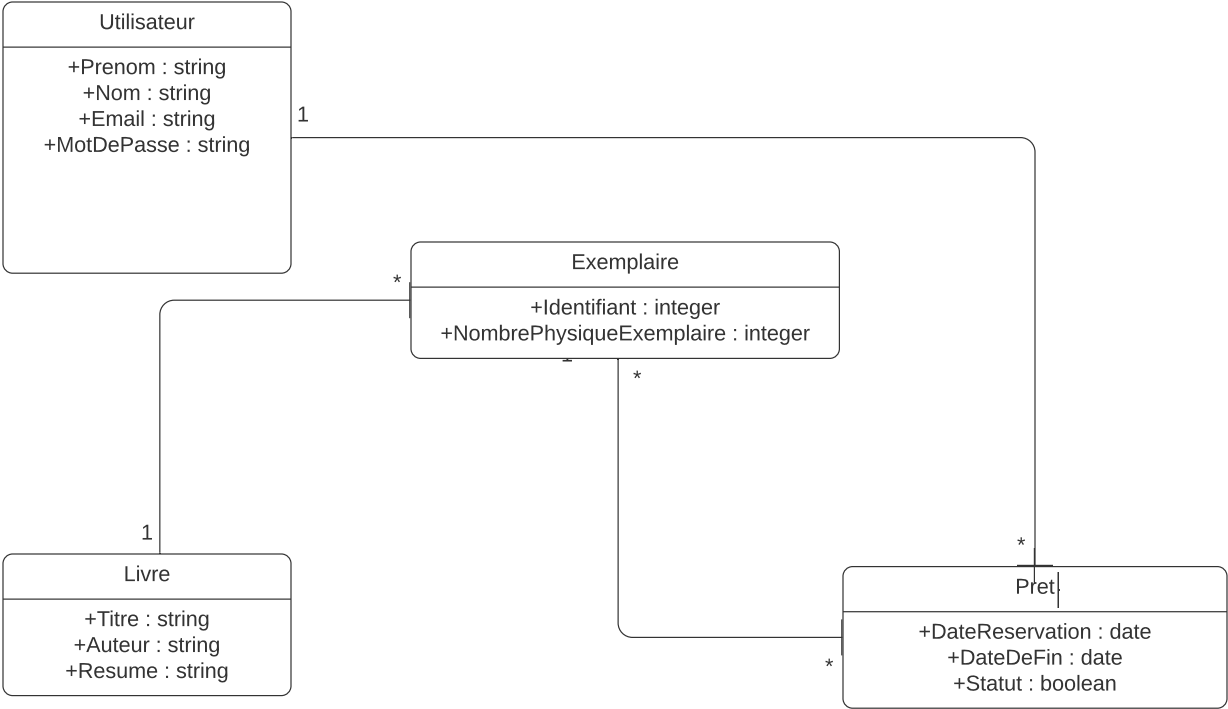 Utilisateur
+Prenom : string
+Nom : string
+Email : string
+MotDePasse : string
1
Exemplaire
*
+Identifiant : integer
+NombrePhysiqueExemplaire : integer
*
1
*
Livre
Pret
+Titre : string
+Auteur : string
+Resume : string
+DateReservation : date
+DateDeFin : date
+Statut : boolean
*